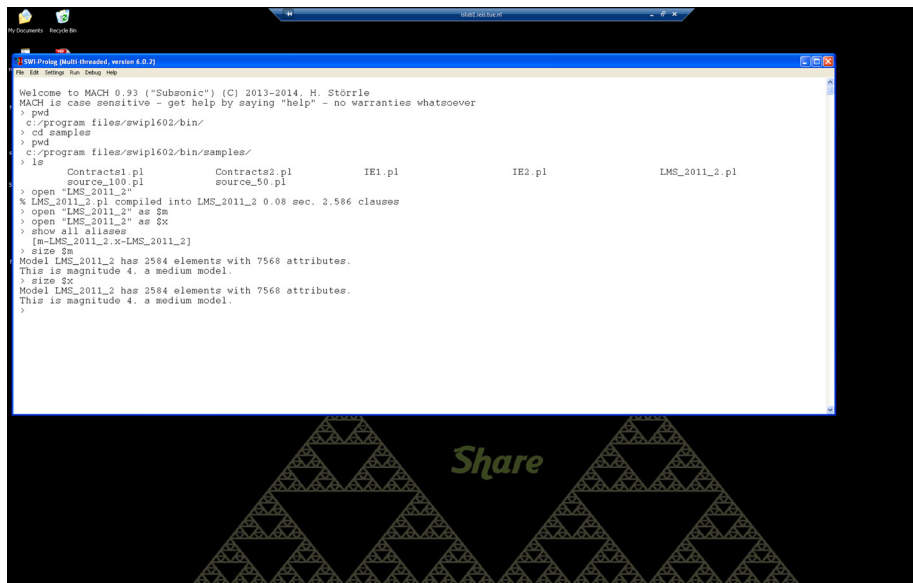 islab1.ieis.tue.nl
My Documents Recycle Bin
SWI-Prolog (Multi-threaded, version 6.0.2)
File Edit Settings Run Debug Help
Welcome to MACH 0.93 ("Subsonic") (C) 2013-2014, H. Störrle
MACH is case sensitive - get help by saying "help" - no warranties whatsoever
> pwd
c:/program files/swipl602/bin/
> cd samples
> pwd
c:/program files/swipl602/bin/samples/
> ls
Contracts1.pl Contracts2.pl IE1.pl IE2.pl LMS_2011_2.pl
source_100.pl source_50.pl
> open "LMS_2011_2"
% LMS_2011_2.pl compiled into LMS_2011_2 0.08 sec, 2,586 clauses
> open "LMS_2011_2" as $m
> open "LMS_2011_2" as $x
> show all aliases
[m-LMS_2011_2,x-LMS_2011_2]
> size $m
Model LMS_2011_2 has 2584 elements with 7568 attributes.
This is magnitude 4, a medium model.
> size $x
Model LMS_2011_2 has 2584 elements with 7568 attributes.
This is magnitude 4, a medium model.
>
Share